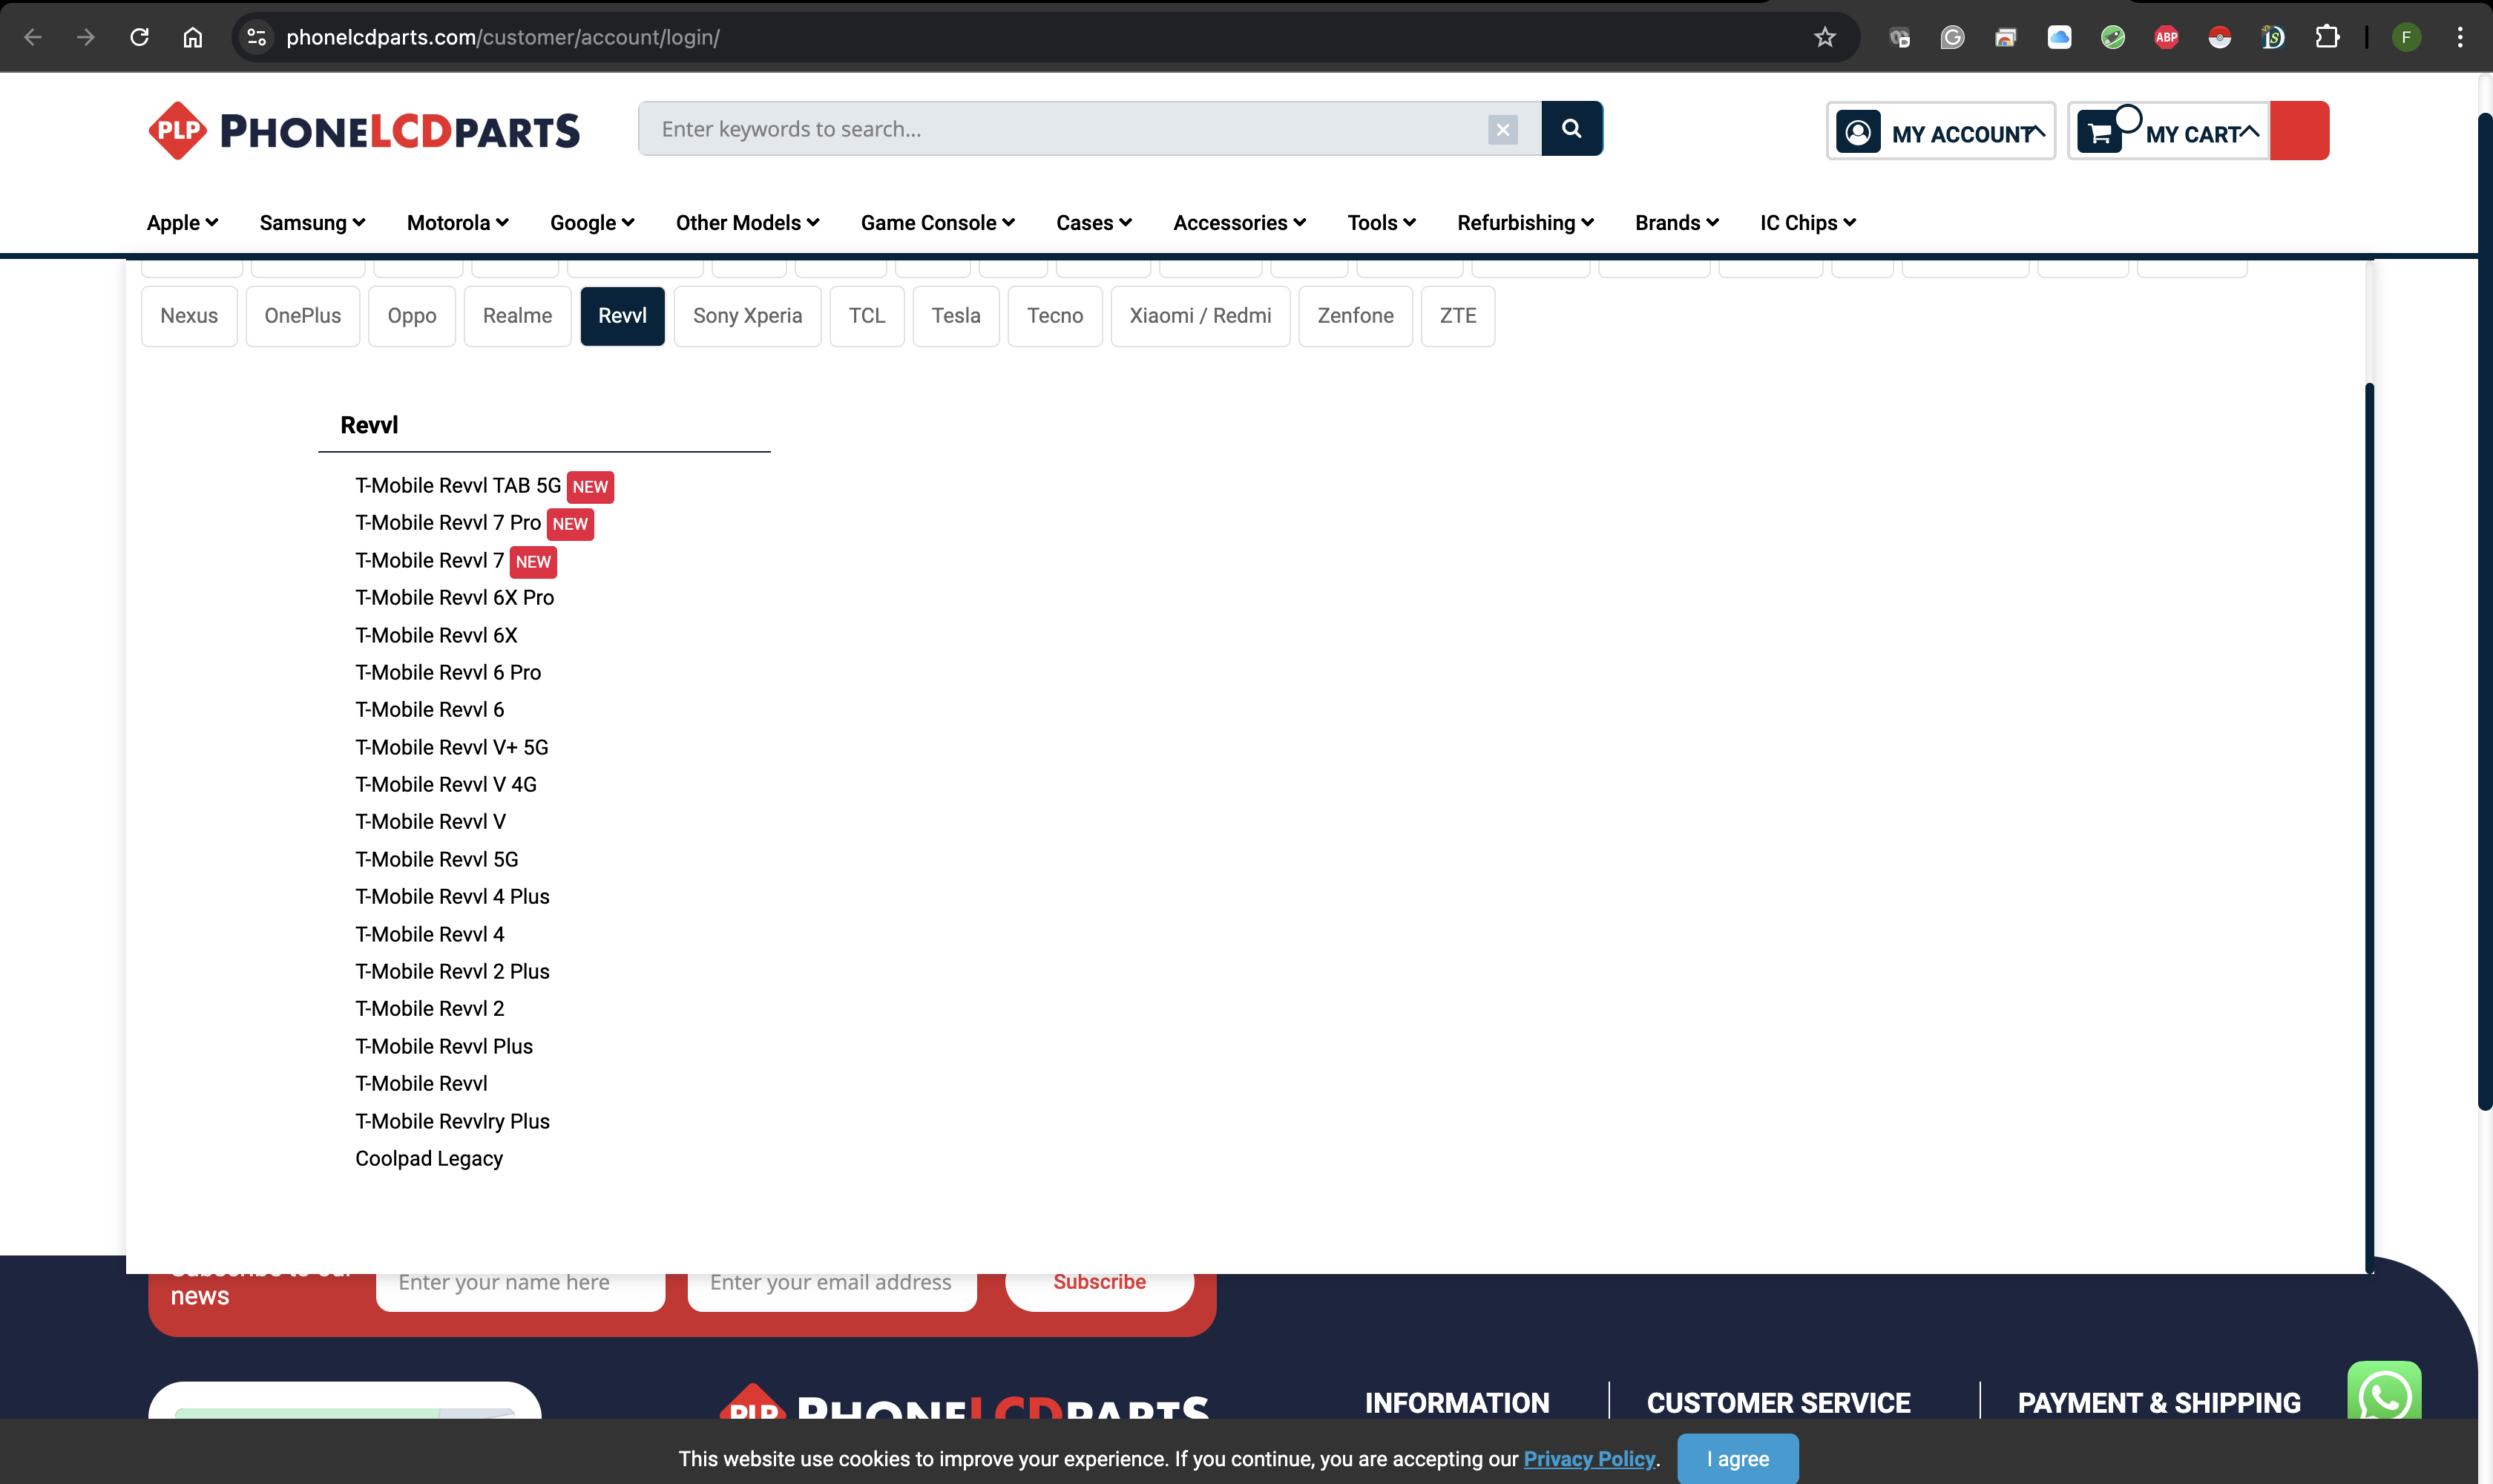 phonelcdparts.com/customer/account/login/
ABP
F
PLP PHONELCDPARTS
Enter keywords to search...
MY ACCOUNT
MY CART
Apple
Samsung
Motorola
Google
Other Models
Game Console
Cases
Accessories
Tools
Refurbishing
Brands
IC Chips
Nexus
OnePlus
Oppo
Realme
Revvl
Sony Xperia
TCL
Tesla
Tecno
Xiaomi / Redmi
Zenfone
ZTE
Revvl
T-Mobile Revvl TAB 5G NEW
T-Mobile Revvl 7 Pro NEW
T-Mobile Revvl 7 NEW
T-Mobile Revvl 6X Pro
T-Mobile Revvl 6X
T-Mobile Revvl 6 Pro
T-Mobile Revvl 6
T-Mobile Revvl V+ 5G
T-Mobile Revvl V 4G
T-Mobile Revvl V
T-Mobile Revvl 5G
T-Mobile Revvl 4 Plus
T-Mobile Revvl 4
T-Mobile Revvl 2 Plus
T-Mobile Revvl 2
T-Mobile Revvl Plus
T-Mobile Revvl
T-Mobile Revvlry Plus
Coolpad Legacy
Subscribe to our
news
Enter your name here
Enter your email address
Subscribe
PLP PHONELCDPARTS
INFORMATION
CUSTOMER SERVICE
PAYMENT & SHIPPING
This website use cookies to improve your experience. If you continue, you are accepting our Privacy Policy.
I agree